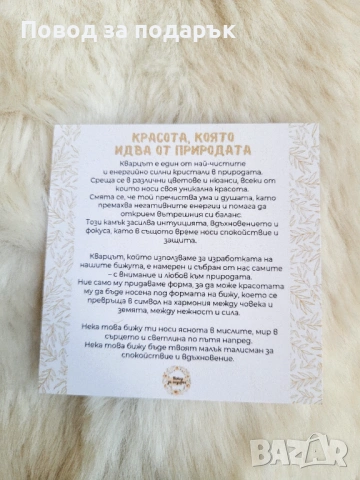 Повод за подарък
КРАСОТА, КОЯТО
ИДВА ОТ ПРИРОДАТА
Кварцът е един от най-чистите
и енергийно силни кристали в природата.
Среща се в различни цветове и нюанси, всеки от
които носи своя уникална красота.
Смята се, че той пречиства ума и душата, като
премахва негативните енергии и помага да
открием вътрешния си баланс.
Този камък засилва интуицията, вдъхновението и
фокуса, като в същото време носи спокойствие и
защита.
Кварцът, който използваме за изработката на
нашите бижута, е намерен и събран от нас самите
– с внимание и любов към природата.
Ние само му придаваме форма, за да може красотата
му да бъде носена под формата на бижу, което се
превръща в символ на хармония между човека и
земята, между нежност и сила.
Нека това бижу ти носи яснота в мислите, мир в
сърцето и светлина по пътя напред.
Нека това бижу бъде твоят малък талисман за
спокойствие и вдъхновение.
Повод
за подарък
BAZAR